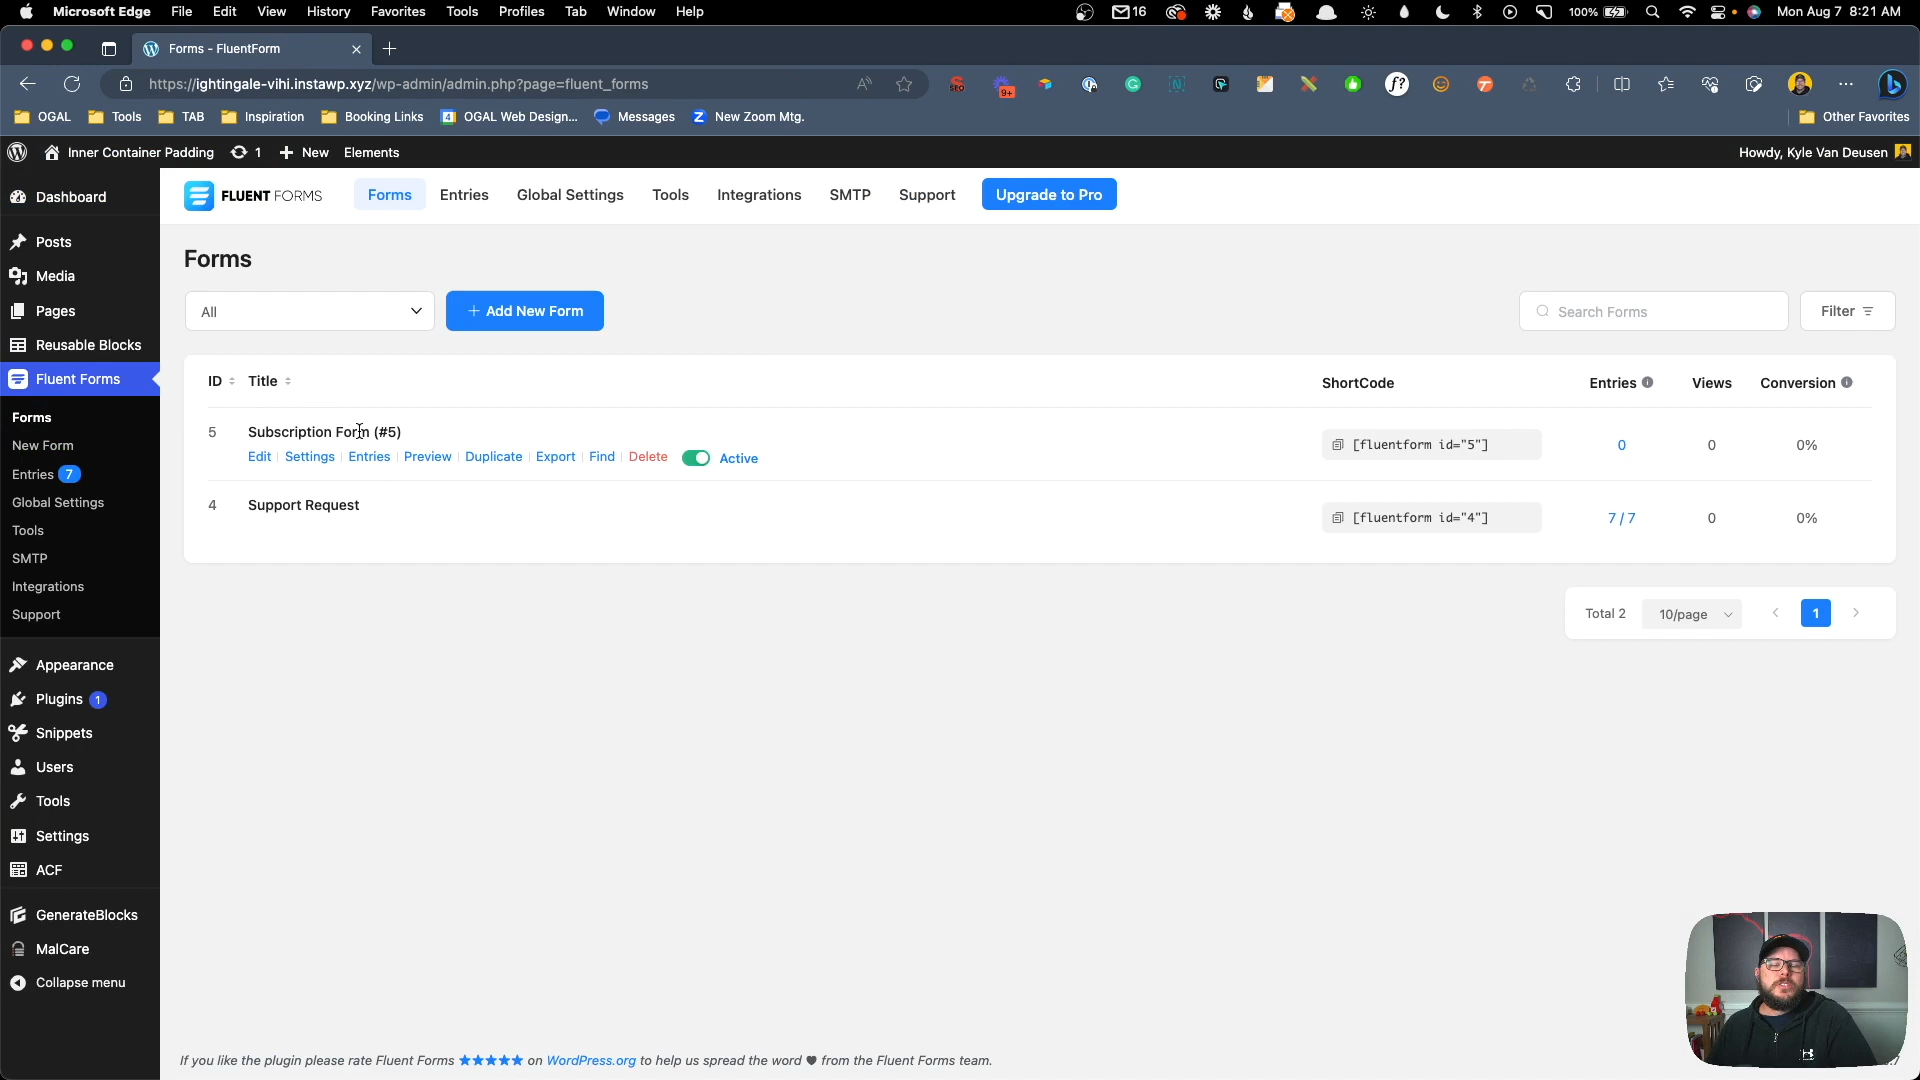 Microsoft Edge File Edit View History Favorites Tools Profiles Tab Window Help 16 100% Mon Aug 7 8:21 AM
Forms - FluentForm
https://ightingale-vihi.instawp.xyz/wp-admin/admin.php?page=fluent_forms
SEO 9+ f?
OGAL Tools TAB Inspiration Booking Links 4 OGAL Web Design... Messages Z New Zoom Mtg. Other Favorites
Inner Container Padding 1 New Elements Howdy, Kyle Van Deusen
Dashboard
Posts
Media
Pages
Reusable Blocks
Fluent Forms
Forms
New Form
Entries 7
Global Settings
Tools
SMTP
Integrations
Support
Appearance
Plugins 1
Snippets
Users
Tools
Settings
ACF
GenerateBlocks
MalCare
Collapse menu
FLUENT FORMS Forms Entries Global Settings Tools Integrations SMTP Support Upgrade to Pro
Forms
All + Add New Form Search Forms Filter
ID Title ShortCode Entries Views Conversion
5 Subscription Form (#5) [fluentform id="5"] 0 0 0%
Edit Settings Entries Preview Duplicate Export Find Delete Active
4 Support Request [fluentform id="4"] 7 / 7 0 0%
Total 2 10/page 1
If you like the plugin please rate Fluent Forms ★★★★★ on WordPress.org to help us spread the word ♥ from the Fluent Forms team.